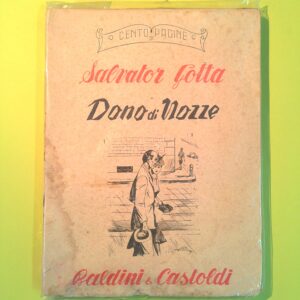 CENTO PAGINE
Salvator Gotta
Dono di Nozze
Baldini & Castoldi